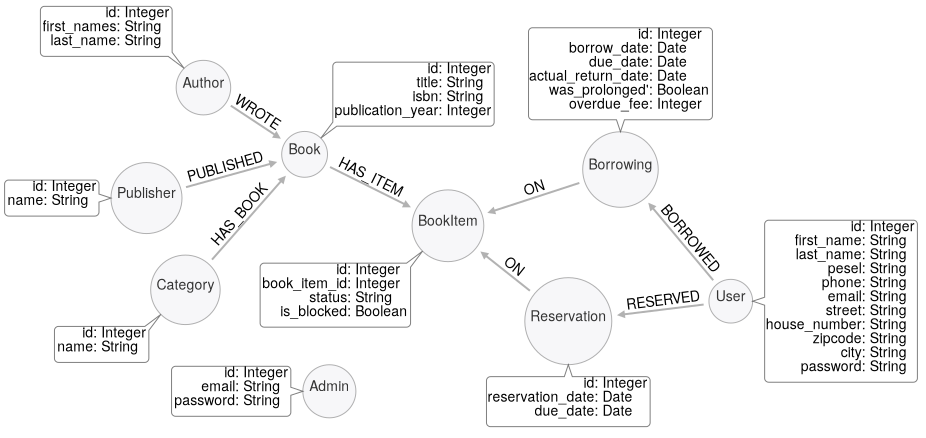 id: Integer
first_names: String
last_name: String
Author
WROTE
id: Integer
title: String
isbn: String
publication_year: Integer
Book
id: Integer
borrow_date: Date
due_date: Date
actual_return_date: Date
was_prolonged': Boolean
overdue_fee: Integer
Borrowing
PUBLISHED
id: Integer
name: String
Publisher
HAS_BOOK
HAS_ITEM
BookItem
ON
BORROWED
id: Integer
book_item_id: Integer
status: String
is_blocked: Boolean
Category
id: Integer
name: String
ON
Reservation
RESERVED
User
id: Integer
first_name: String
last_name: String
pesel: String
phone: String
email: String
street: String
house_number: String
zipcode: String
city: String
password: String
id: Integer
email: String
password: String
Admin
id: Integer
reservation_date: Date
due_date: Date